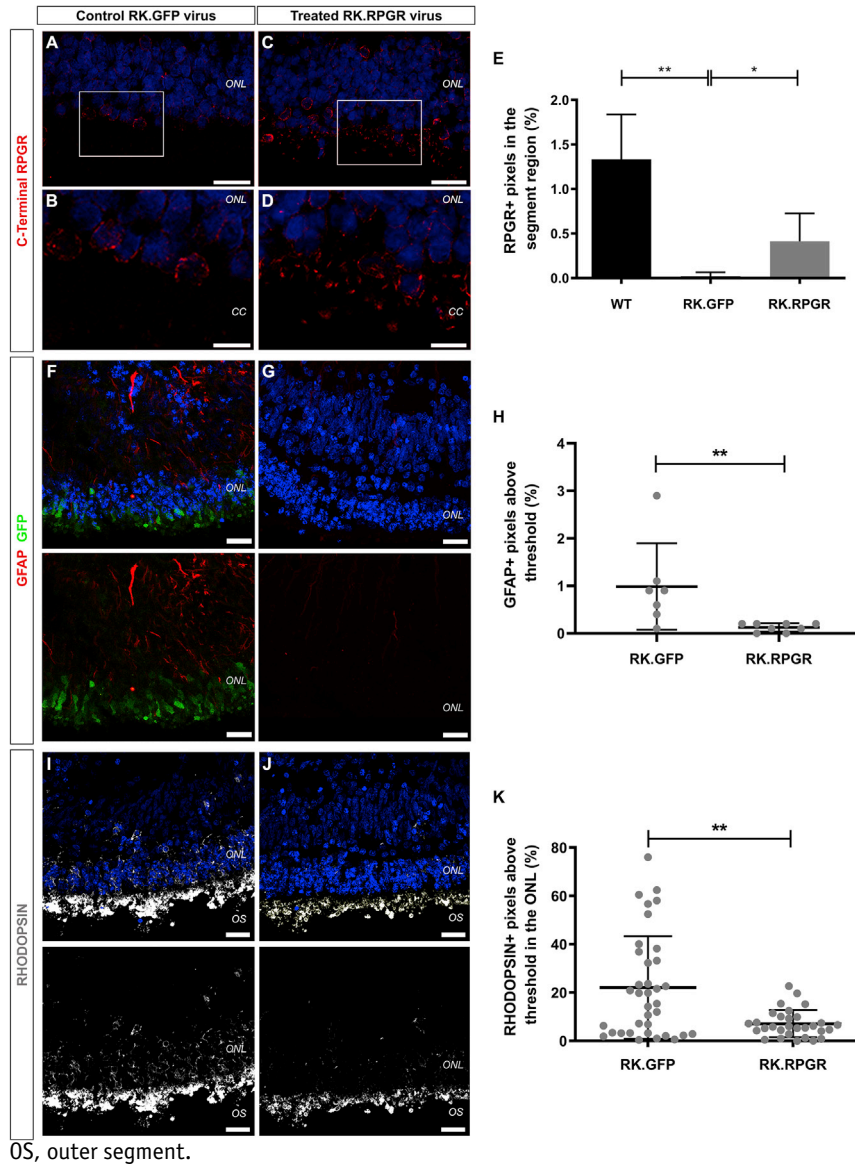 Control RK.GFP virus
Treated RK.RPGR virus
C-Terminal RPGR
A
ONL
C
ONL
B
ONL
CC
D
ONL
CC
E
**
*
RPGR+ pixels in the
segment region (%)
2.0
1.5
1.0
0.5
0.0
WT
RK.GFP
RK.RPGR
GFAP GFP
F
ONL
G
ONL
ONL
ONL
H
**
GFAP+ pixels above
threshold (%)
4
3
2
1
0
RK.GFP
RK.RPGR
RHODOPSIN
I
ONL
OS
J
ONL
OS
ONL
OS
ONL
OS
K
**
RHODOPSIN+ pixels above
threshold in the ONL (%)
80
60
40
20
0
RK.GFP
RK.RPGR
OS, outer segment.